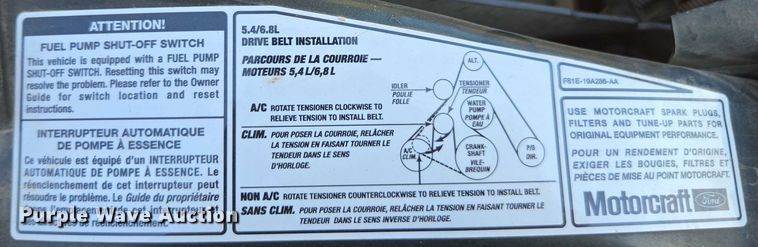 ATTENTION!
FUEL PUMP SHUT-OFF SWITCH
This vehicle is equipped with a FUEL PUMP
SHUT-OFF SWITCH. Resetting this switch may
resolve the problem. Please refer to the Owner
Guide for switch location and reset
instructions.
INTERRUPTEUR AUTOMATIQUE
DE POMPE À ESSENCE
Ce véhicule est équipé d'un INTERRUPTEUR
AUTOMATIQUE DE POMPE À ESSENCE. Le
réenclenchement de cet interrupteur peut
résoudre le problème. Le Guide du propriétaire
de réenclenchement.
Purple Wave Auction
5.4/6.8L
DRIVE BELT INSTALLATION
PARCOURS DE LA COURROIE —
MOTEURS 5,4 L/6,8 L
ALT.
IDLER
POULIE
FOLLE
TENSIONER
TENDEUR
WATER
PUMP
POMPE À
EAU
A/C
CLIM.
CRANK-
SHAFT
VILE-
BREQUIN
P/S
DIR.
A/C ROTATE TENSIONER CLOCKWISE TO
RELIEVE TENSION TO INSTALL BELT.
CLIM. POUR POSER LA COURROIE, RELÂCHER
LA TENSION EN FAISANT TOURNER LE
TENDEUR DANS LE SENS
D'HORLOGE.
NON A/C ROTATE TENSIONER COUNTERCLOCKWISE TO RELIEVE TENSION TO INSTALL BELT.
SANS CLIM. POUR POSER LA COURROIE, RELÂCHER LA TENSION EN FAISANT TOURNER LE
TENDEUR DANS LE SENS INVERSE D'HORLOGE.
F81E-19A286-AA
USE MOTORCRAFT SPARK PLUGS,
FILTERS AND TUNE-UP PARTS FOR
ORIGINAL EQUIPMENT PERFORMANCE.
POUR UN RENDEMENT D'ORIGINE,
EXIGER LES BOUGIES, FILTRES ET
PIÈCES DE MISE AU POINT MOTORCRAFT.
Motorcraft Ford